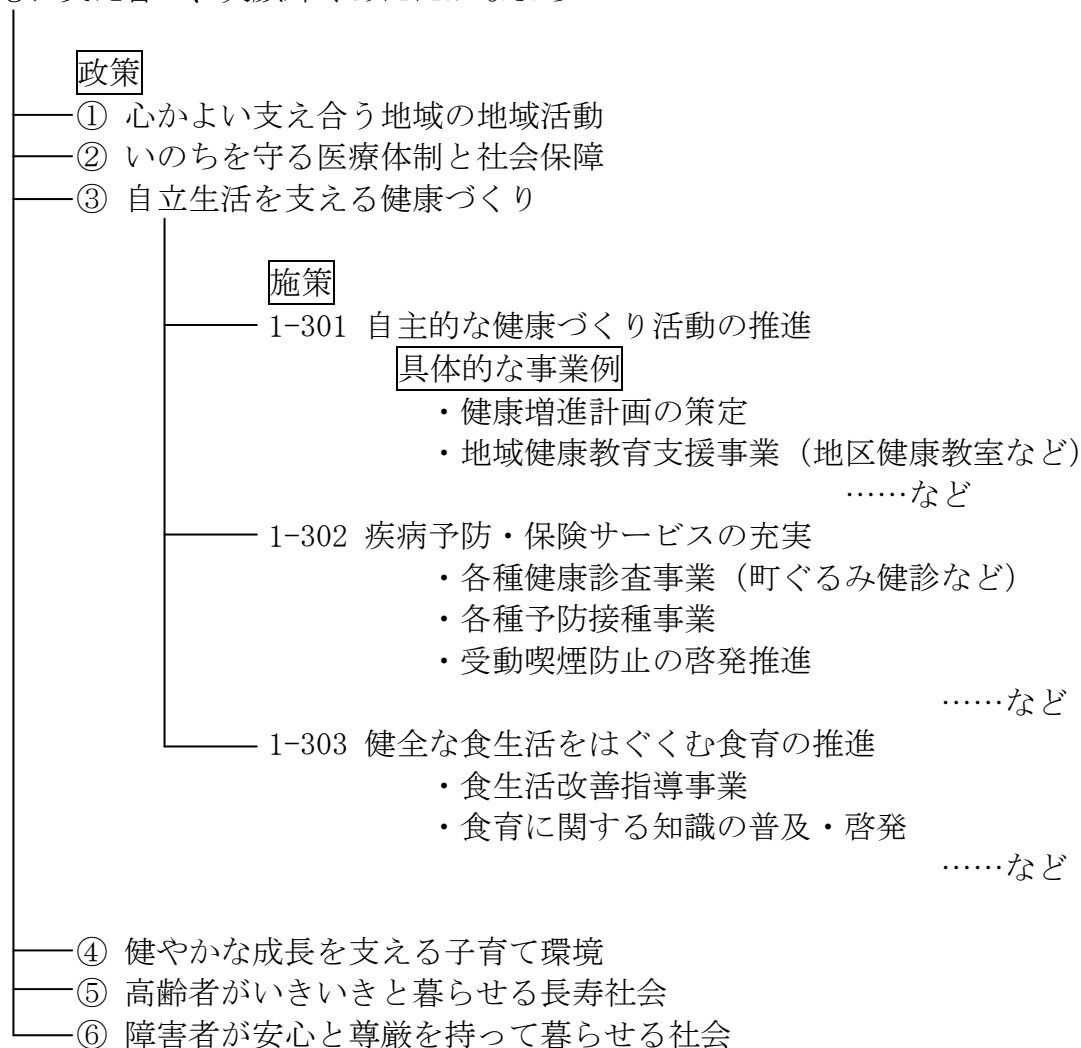 政策
① 心かよい支え合う地域の地域活動
② いのちを守る医療体制と社会保障
③ 自立生活を支える健康づくり
施策
1-301 自主的な健康づくり活動の推進
具体的な事業例
・健康増進計画の策定
・地域健康教育支援事業（地区健康教室など）
……など
1-302 疾病予防・保険サービスの充実
・各種健康診査事業（町ぐるみ健診など）
・各種予防接種事業
・受動喫煙防止の啓発推進
……など
1-303 健全な食生活をはぐくむ食育の推進
・食生活改善指導事業
・食育に関する知識の普及・啓発
……など
④ 健やかな成長を支える子育て環境
⑤ 高齢者がいきいきと暮らせる長寿社会
⑥ 障害者が安心と尊厳を持って暮らせる社会